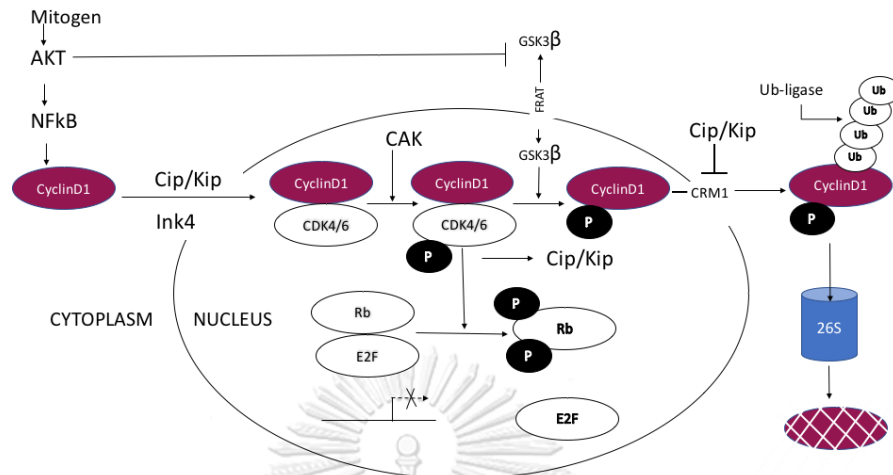 Mitogen
AKT
GSK3β
NFkB
FRAT
CAK
Ub-ligase
Ub
Ub
Ub
Ub
Cip/Kip
GSK3β
CyclinD1
Cip/Kip
CyclinD1
CyclinD1
CyclinD1
CRM1
CyclinD1
Ink4
CDK4/6
CDK4/6
P
P
P
Cip/Kip
CYTOPLASM
NUCLEUS
Rb
P
Rb
P
26S
E2F
X
E2F